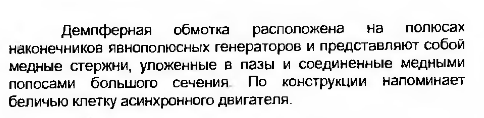 Демпферная обмотка расположена на полюсах
наконечников явнополюсных генераторов и представляют собой
медные стержни, уложенные в пазы и соединенные медными
полосами большого сечения. По конструкции напоминает
беличью клетку асинхронного двигателя.